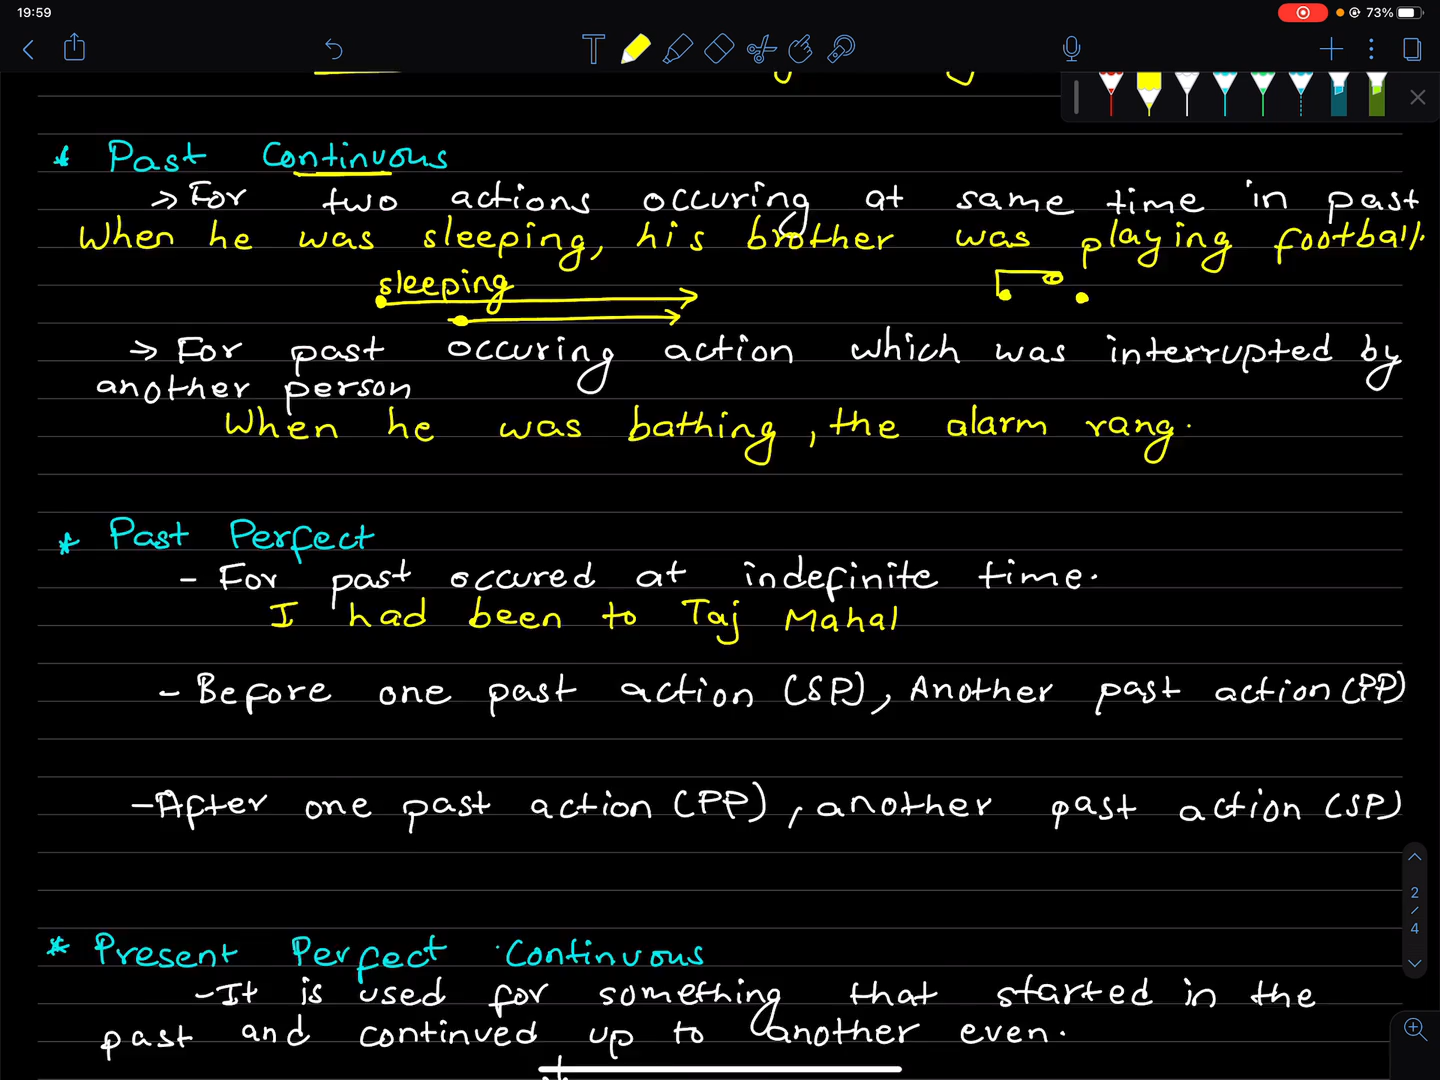 19:59
73%
* Past Continuous
→ For two actions occuring at same time in past
When he was sleeping, his brother was playing football.
sleeping
→ For past occuring action which was interrupted by
another person
When he was bathing, the alarm rang.
* Past Perfect
- For past occured at indefinite time.
I had been to Taj Mahal
- Before one past action (SP), Another past action (PP)
- After one past action (PP), another past action (SP)
2
/
4
* Present Perfect Continuous
- It is used for something that started in the
past and continued up to another even.